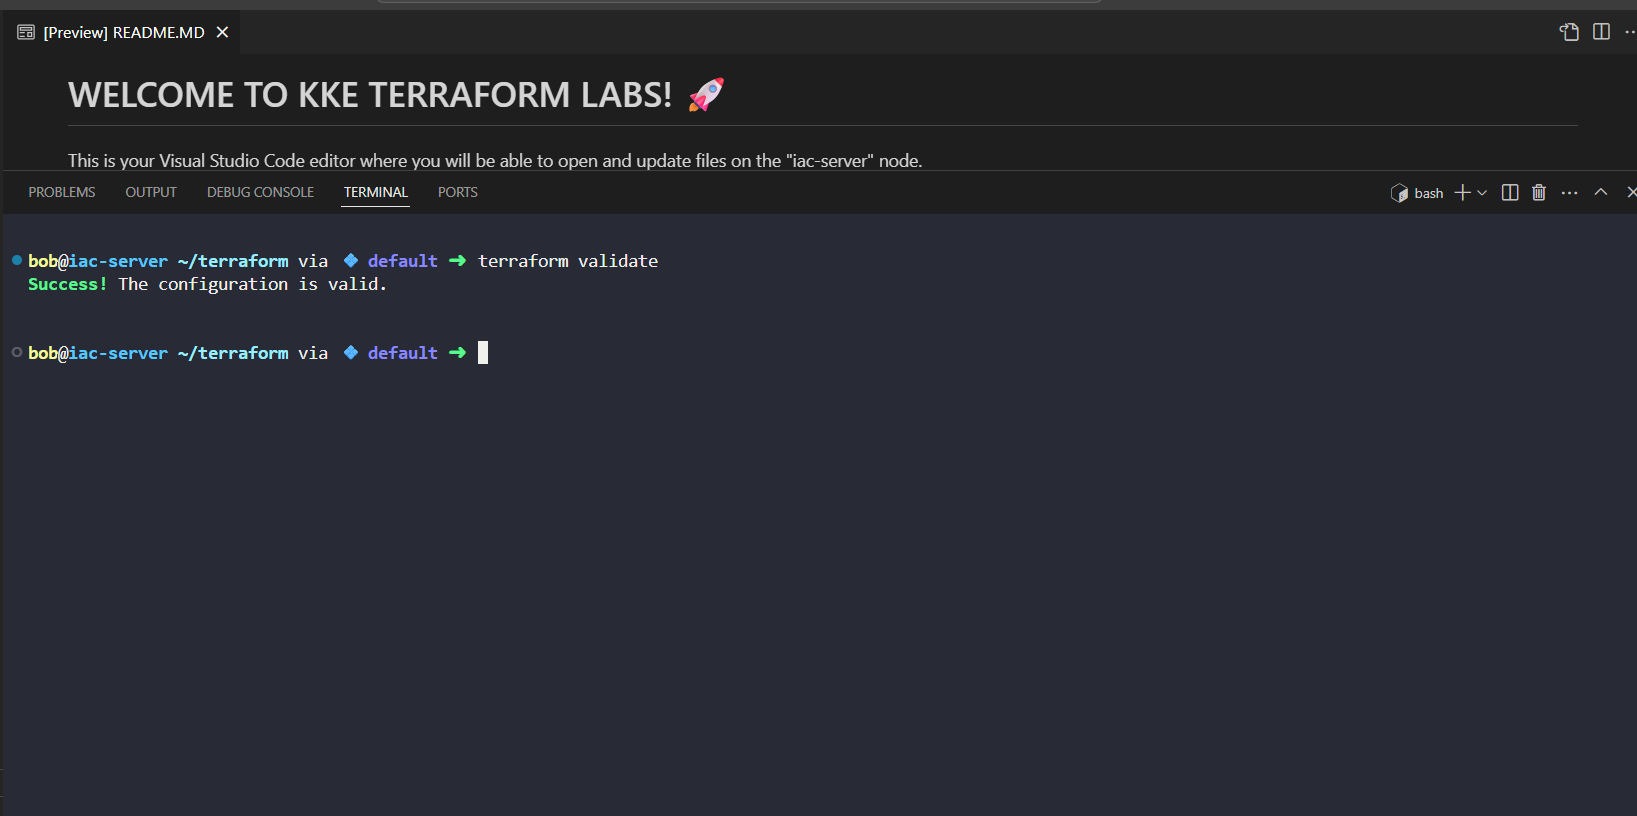 [Preview] README.MD
WELCOME TO KKE TERRAFORM LABS! 🚀
This is your Visual Studio Code editor where you will be able to open and update files on the "iac-server" node.
PROBLEMS OUTPUT DEBUG CONSOLE TERMINAL PORTS bash
bob@iac-server ~/terraform via 🔷 default ➜ terraform validate
Success! The configuration is valid.
bob@iac-server ~/terraform via 🔷 default ➜